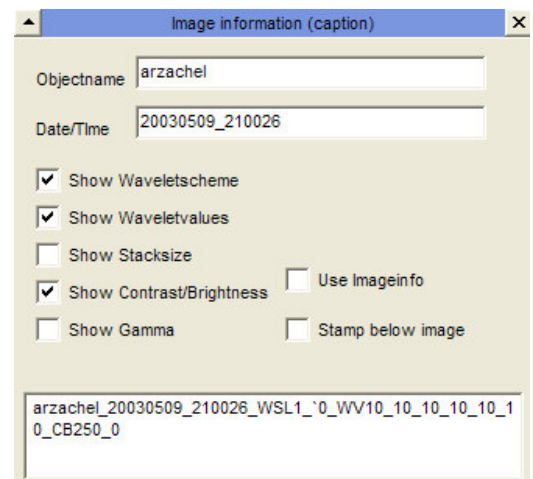 Image information (caption)
Objectname arzachel
Date/TIme 20030509_210026
Show Waveletscheme
Show Waveletvalues
Show Stacksize
Use Imageinfo
Show Contrast/Brightness
Show Gamma
Stamp below image
arzachel_20030509_210026_WSL1_`0_WV10_10_10_10_10_1
0_CB250_0